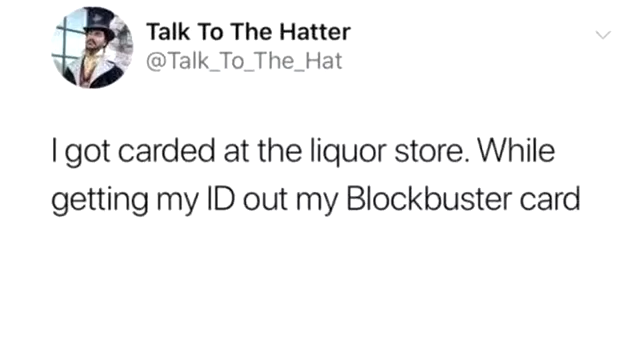 Talk To The Hatter
@Talk_To_The_Hat
I got carded at the liquor store. While
getting my ID out my Blockbuster card